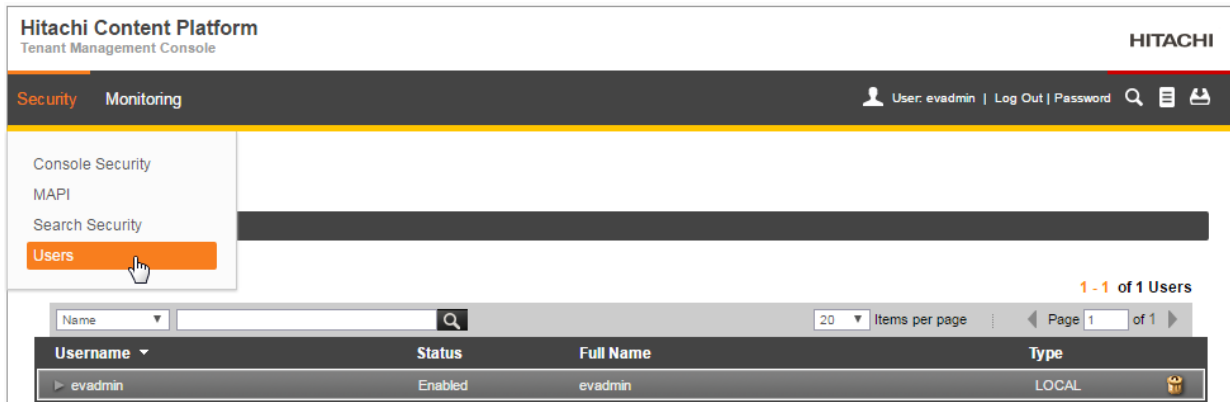 Hitachi Content Platform
Tenant Management Console
HITACHI
Security Monitoring User: evadmin | Log Out | Password
Console Security
MAPI
Search Security
Users
1 - 1 of 1 Users
Name 20 Items per page Page 1 of 1
Username Status Full Name Type
evadmin Enabled evadmin LOCAL